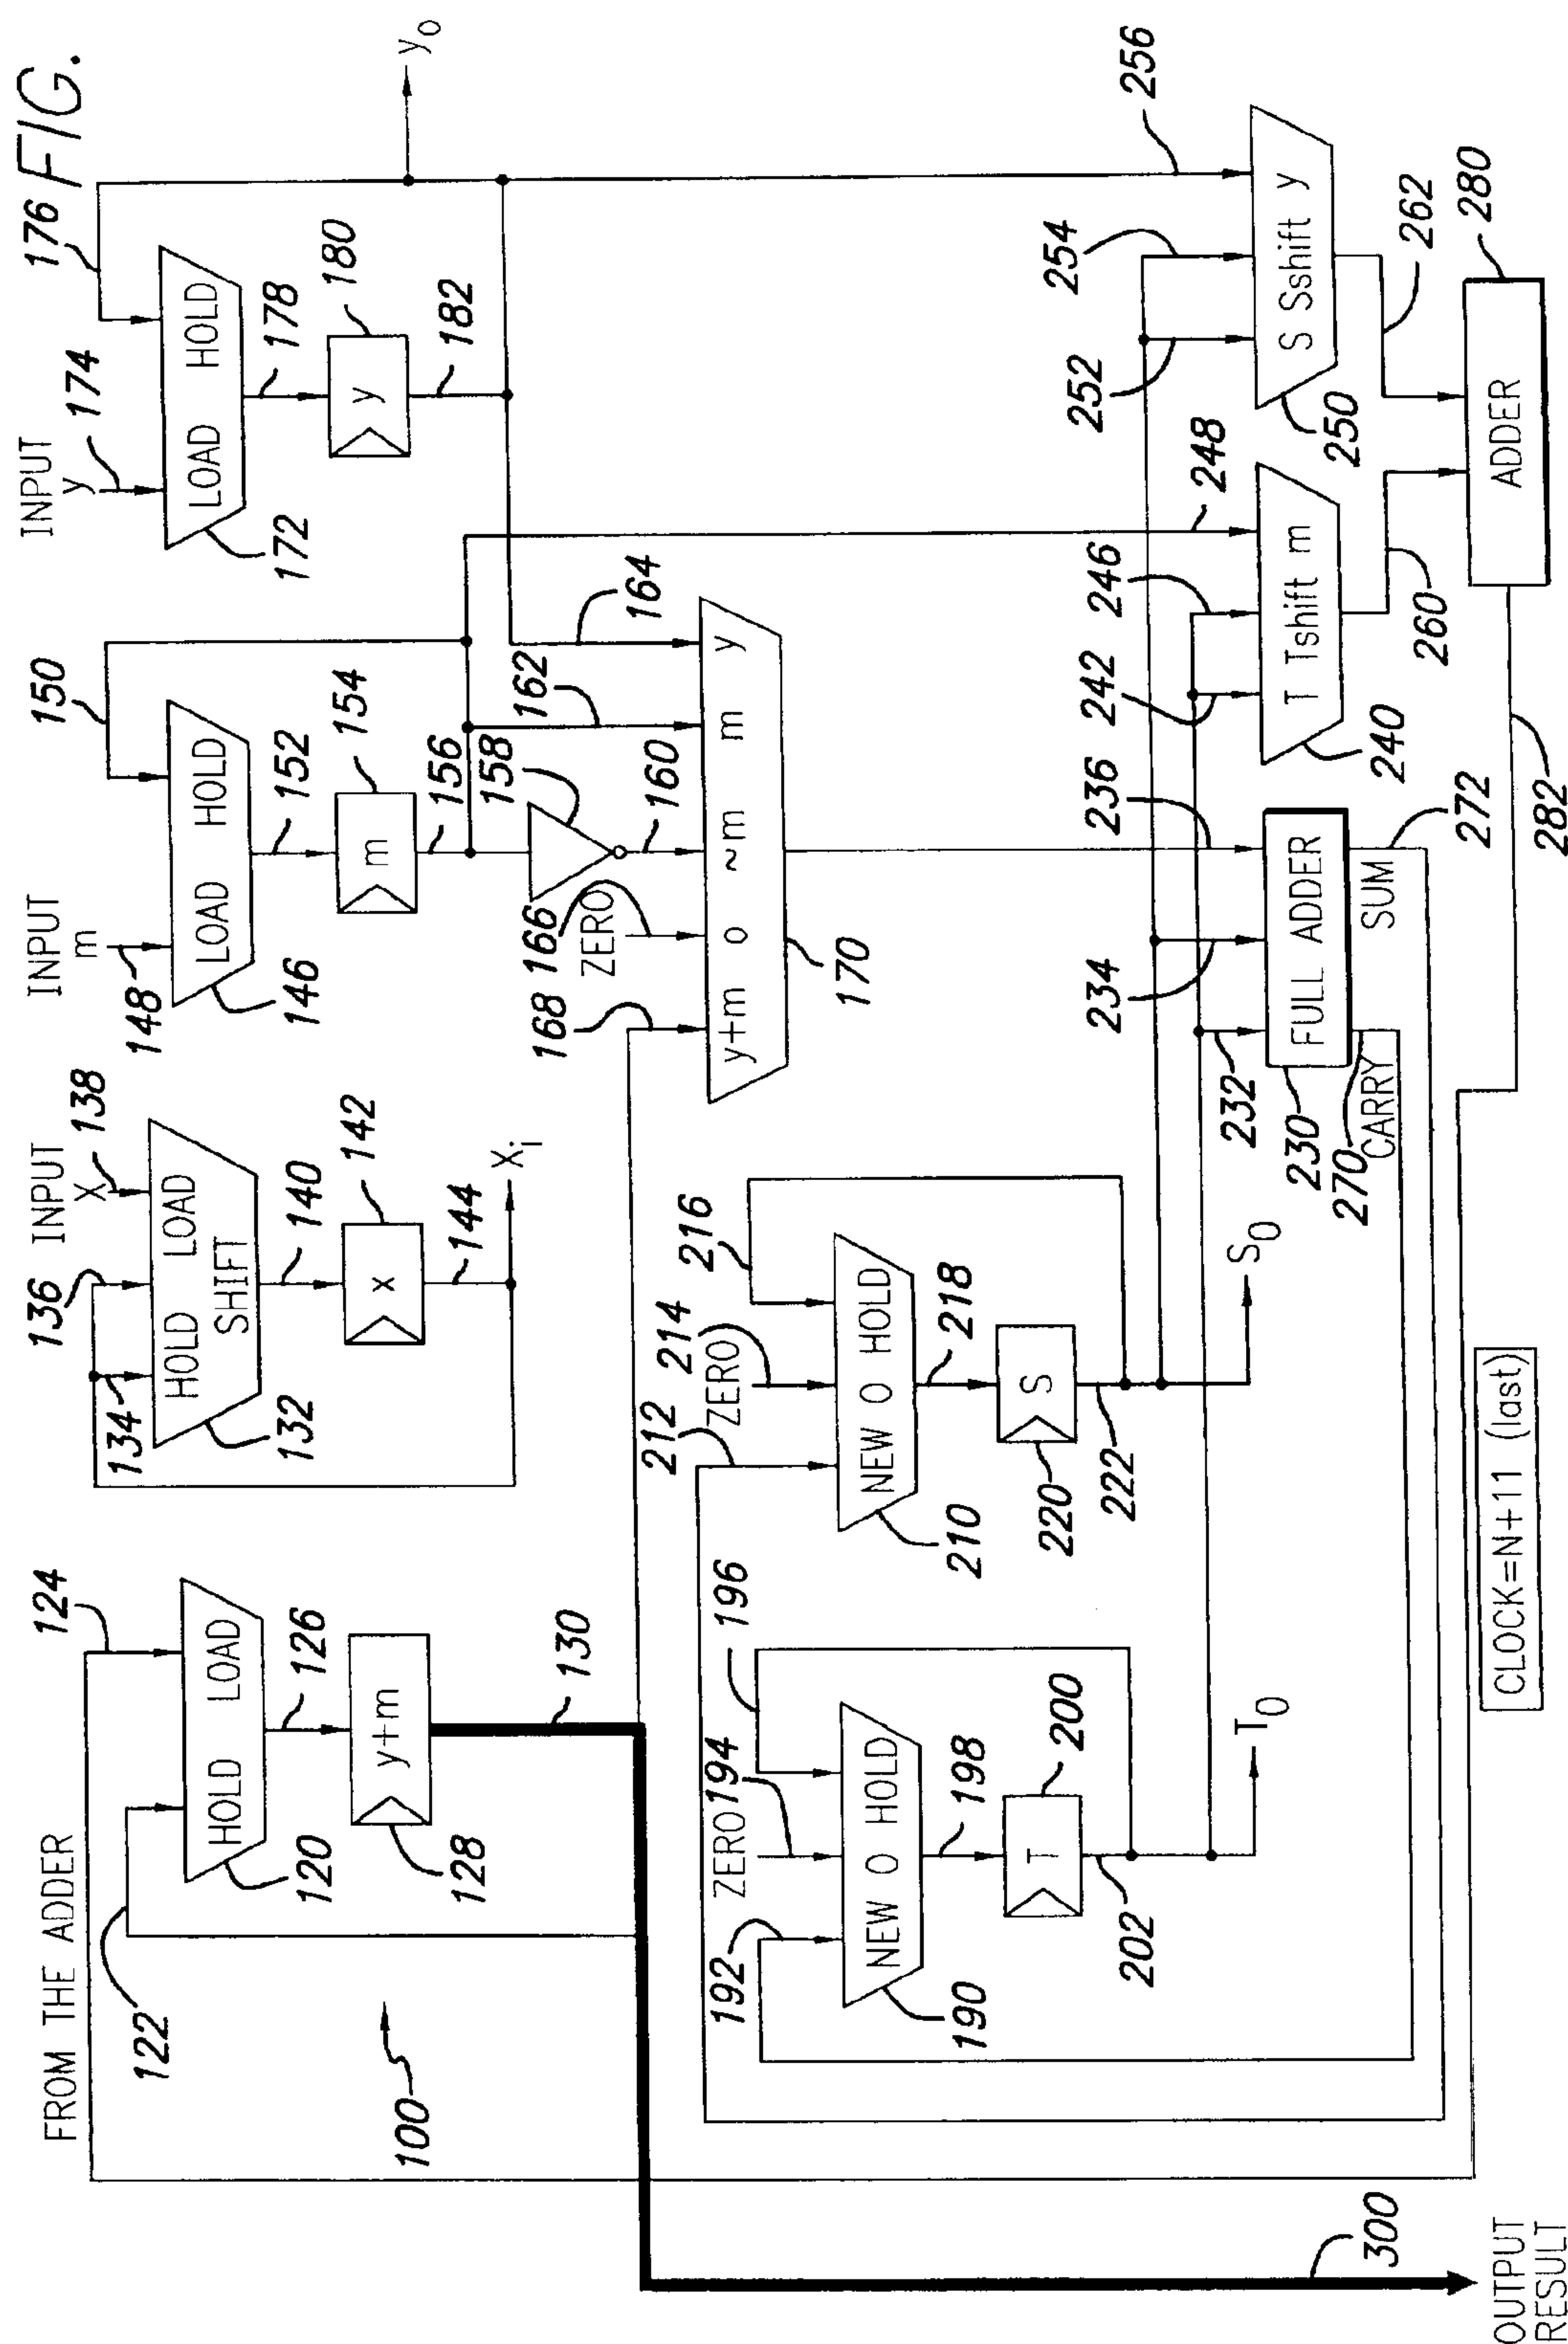 176 FIG.
FROM THE ADDER
124
122
HOLD LOAD
120
126
y+m
128
130
100
INPUT
X
138
136
134
HOLD LOAD
SHIFT
132
140
x
142
144
Xi
INPUT
m
148
150
LOAD HOLD
146
152
m
154
156
158
160
162
164
166
ZERO
168
y+m 0 ~m m y
170
INPUT
y
174
LOAD HOLD
172
178
y
180
182
y0
192
ZERO
194
196
NEW 0 HOLD
190
198
T
200
202
T0
212
ZERO
214
216
NEW 0 HOLD
210
218
S
220
222
S0
232
234
236
FULL ADDER
230
270
CARRY
SUM
272
242
246
248
T Tshift m
240
252
254
256
S Sshift y
250
260
262
ADDER
280
282
CLOCK=N+11 (last)
300
OUTPUT
RESULT